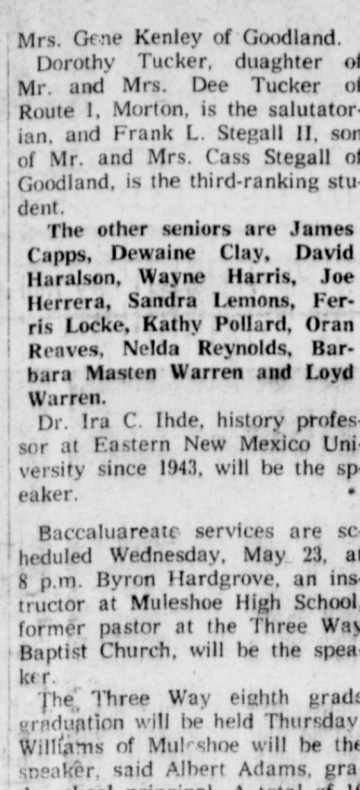 Mrs. Gene Kenley of Goodland.
Dorothy Tucker, duaghter of
Mr. and Mrs. Dee Tucker of
Route 1, Morton, is the salutator-
ian, and Frank L. Stegall II, son
of Mr. and Mrs. Cass Stegall of
Goodland, is the third-ranking stu-
dent.
The other seniors are James
Capps, Dewaine Clay, David
Haralson, Wayne Harris, Joe
Herrera, Sandra Lemons, Fer-
ris Locke, Kathy Pollard, Oran
Reaves, Nelda Reynolds, Bar-
bara Masten Warren and Loyd
Warren.
Dr. Ira C. Ihde, history profes-
sor at Eastern New Mexico Uni-
versity since 1943, will be the sp-
eaker.
Baccaluareate services are sc-
heduled Wednesday, May 23, at
8 p.m. Byron Hardgrove, an ins-
tructor at Muleshoe High School,
former pastor at the Three Way
Baptist Church, will be the spea-
ker.
The Three Way eighth grade
graduation will be held Thursday
Williams of Muleshoe will be the
speaker, said Albert Adams, gra-